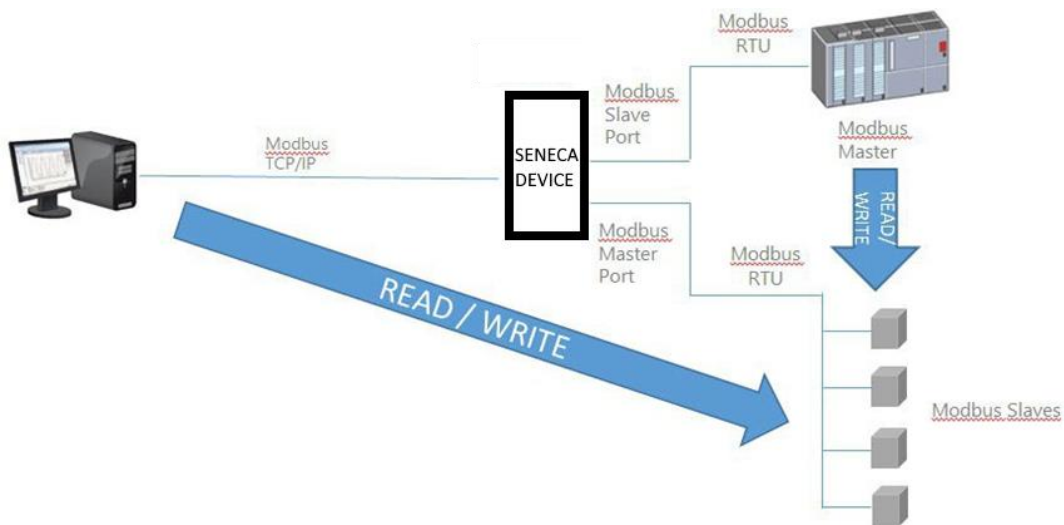 Modbus
RTU
Modbus
Slave
Port
Modbus
TCP/IP
SENECA
DEVICE
Modbus
Master
READ/
WRITE
Modbus
Master
Port
Modbus
RTU
READ / WRITE
Modbus Slaves